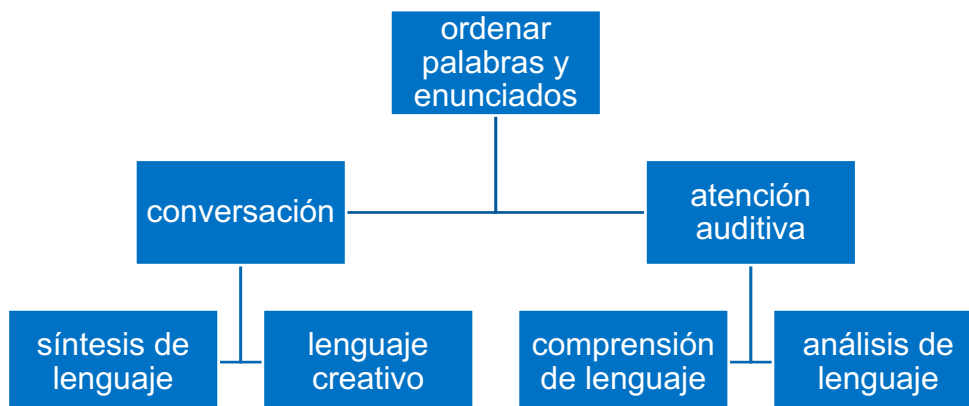 ordenar
palabras y
enunciados
conversación
atención
auditiva
síntesis de
lenguaje
lenguaje
creativo
comprensión
de lenguaje
análisis de
lenguaje